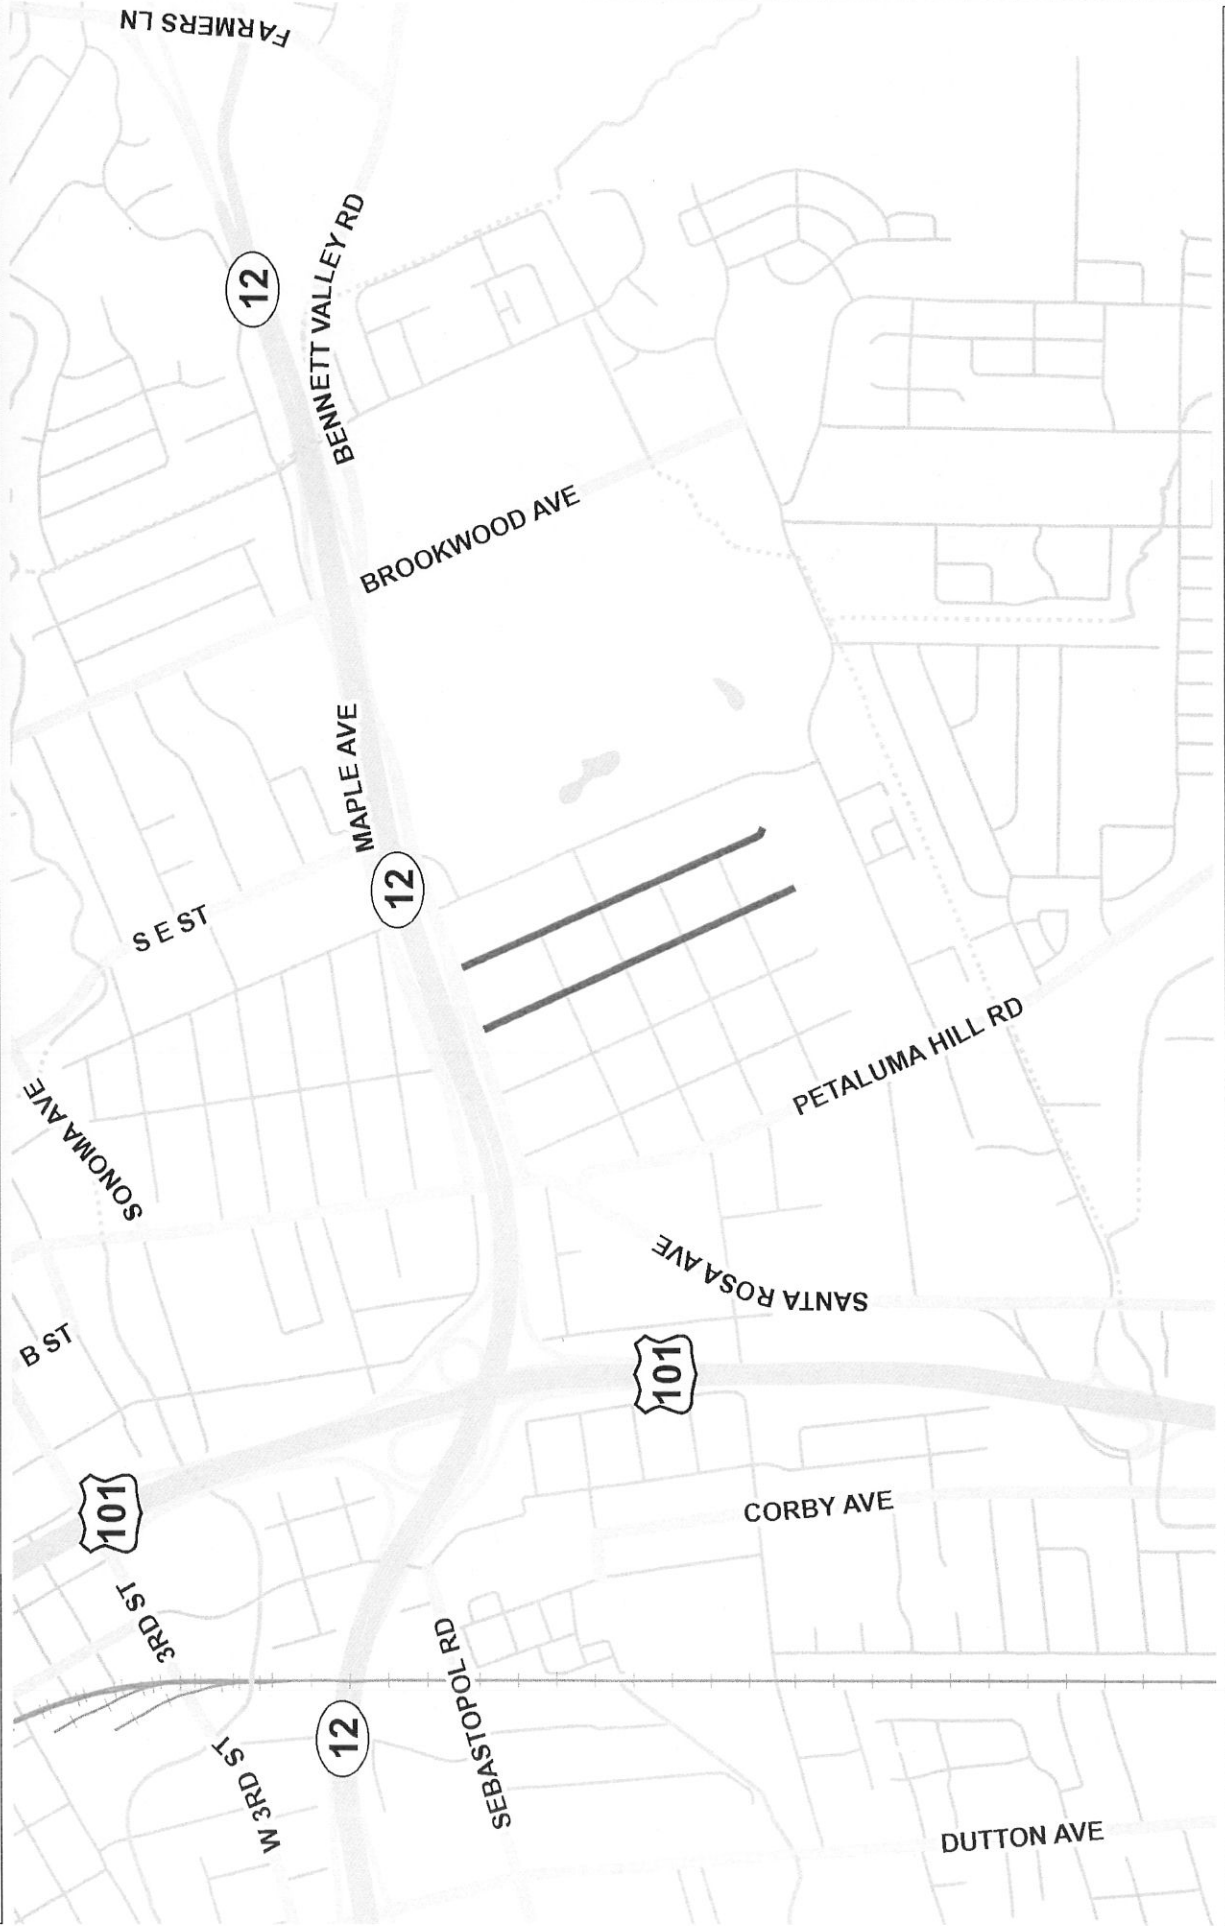 FARMERS LN
12
BENNETT VALLEY RD
BROOKWOOD AVE
MAPLE AVE
12
S E ST
SONOMA AVE
PETALUMA HILL RD
SANTA ROSA AVE
B ST
101
101
CORBY AVE
3RD ST
SEBASTOPOL RD
W 3RD ST
12
DUTTON AVE